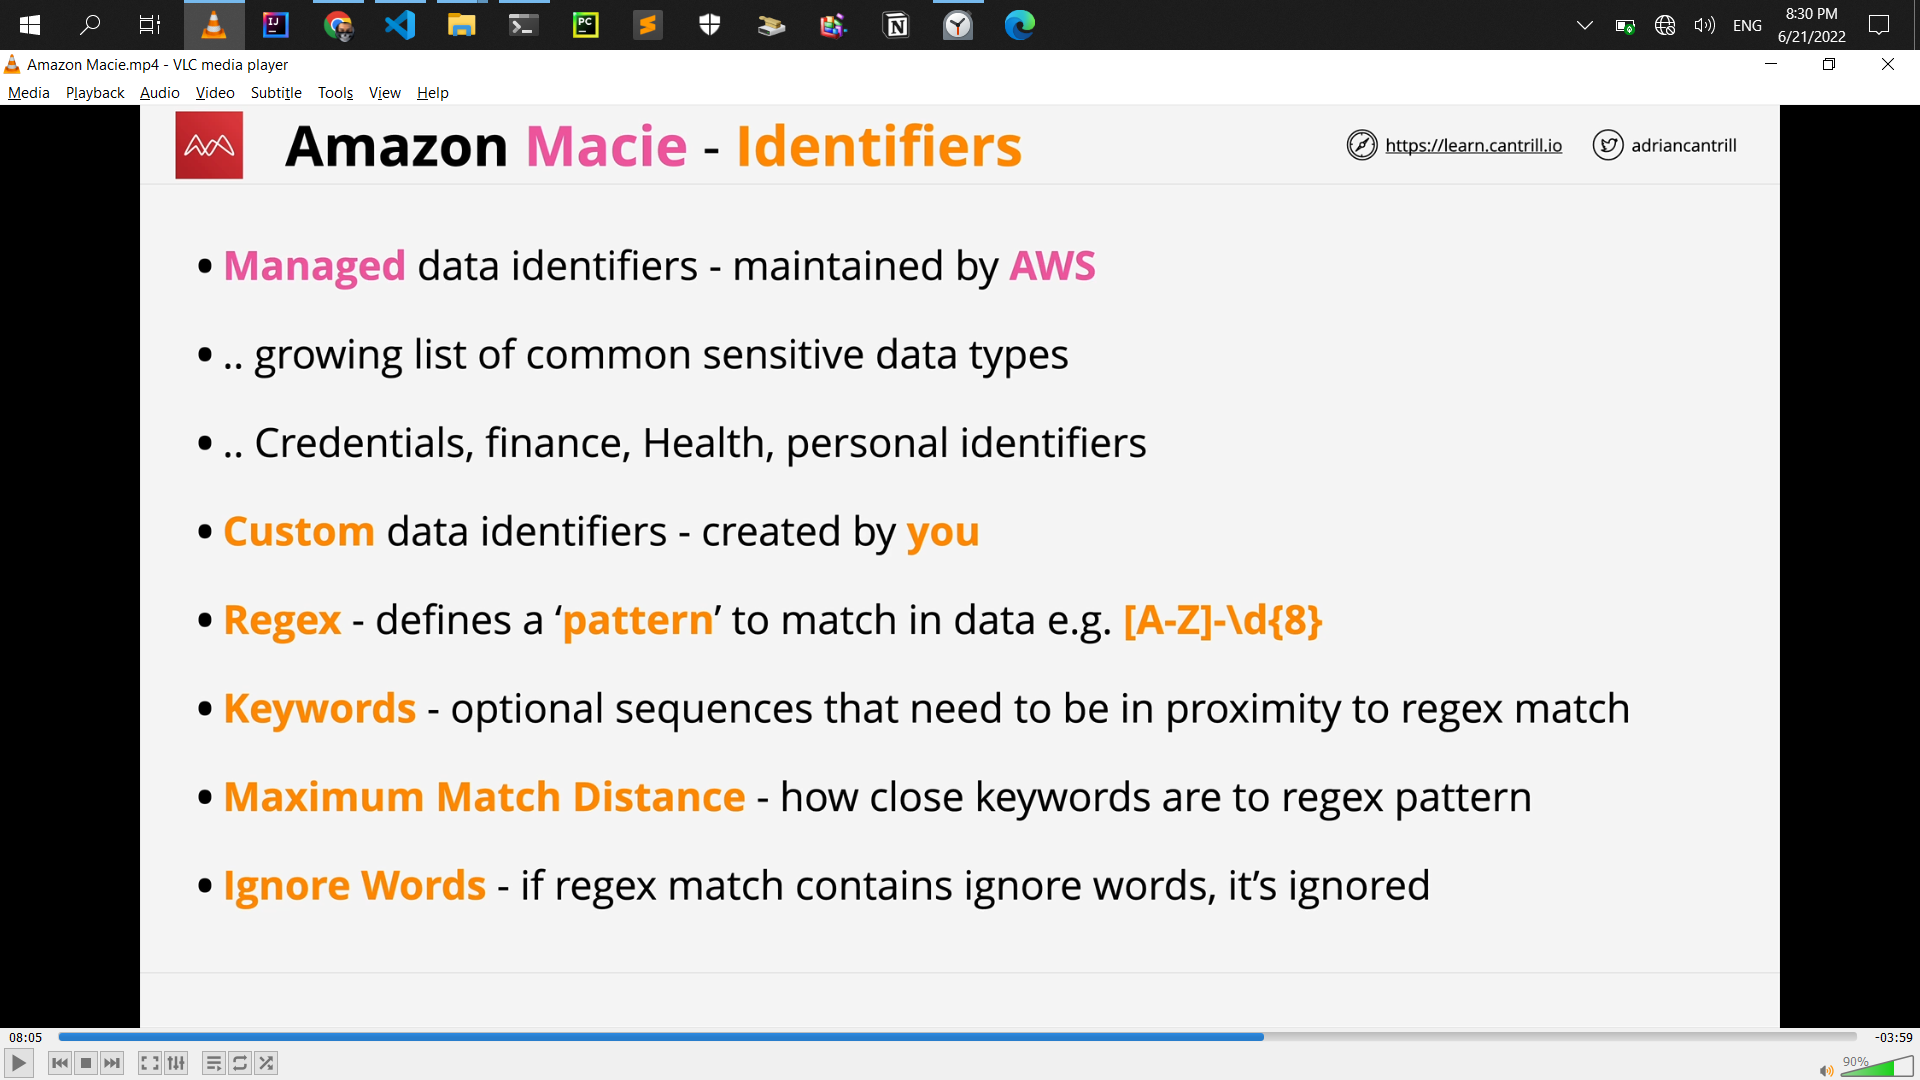 ENG
8:30 PM
6/21/2022
Amazon Macie.mp4 - VLC media player
Media Playback Audio Video Subtitle Tools View Help
Amazon Macie - Identifiers
https://learn.cantrill.io
adriancantrill
• Managed data identifiers - maintained by AWS
• .. growing list of common sensitive data types
• .. Credentials, finance, Health, personal identifiers
• Custom data identifiers - created by you
• Regex - defines a ‘pattern’ to match in data e.g. [A-Z]-\d{8}
• Keywords - optional sequences that need to be in proximity to regex match
• Maximum Match Distance - how close keywords are to regex pattern
• Ignore Words - if regex match contains ignore words, it’s ignored
08:05
-03:59
90%